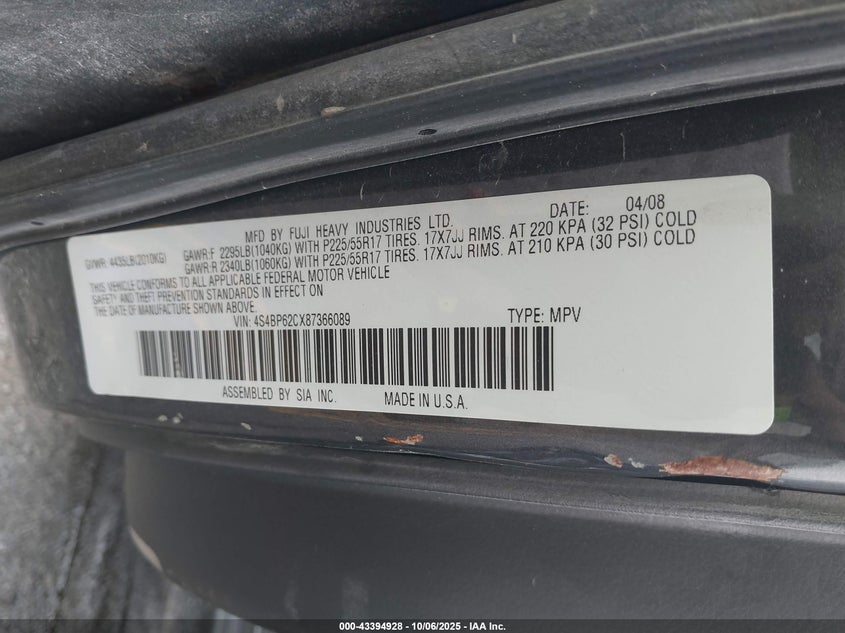 MFD BY FUJI HEAVY INDUSTRIES LTD. DATE: 04/08
GVWR: 4435LB(2010KG) GAWR:F 2295LB(1040KG) WITH P225/55R17 TIRES. 17X7JJ RIMS. AT 220 KPA (32 PSI) COLD
GAWR:R 2340LB(1060KG) WITH P225/55R17 TIRES. 17X7JJ RIMS. AT 210 KPA (30 PSI) COLD
THIS VEHICLE CONFORMS TO ALL APPLICABLE FEDERAL MOTOR VEHICLE
SAFETY AND THEFT PREVENTION STANDARDS IN EFFECT ON
THE DATE OF MANUFACTURE SHOWN ABOVE.
VIN: 4S4BP62CX87366089 TYPE: MPV
ASSEMBLED BY SIA INC. MADE IN U.S.A.
000-43394928 - 10/06/2025 - IAA Inc.